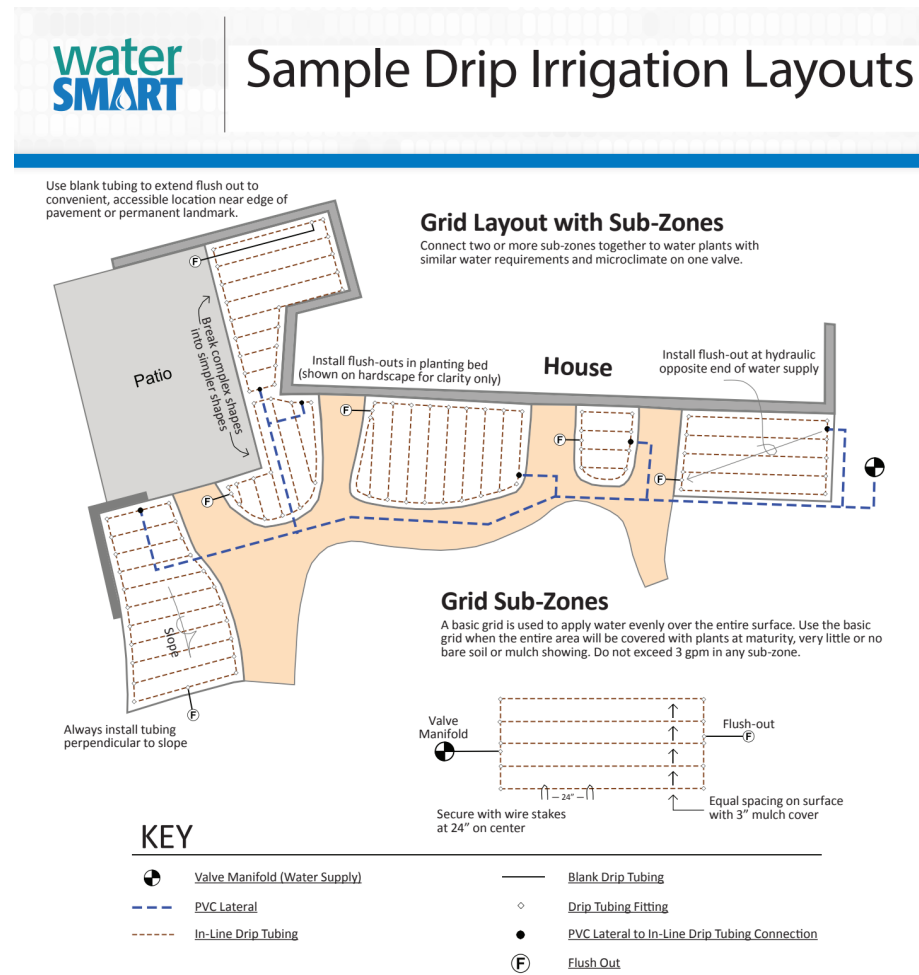 water
SMART
Sample Drip Irrigation Layouts
Use blank tubing to extend flush out to
convenient, accessible location near edge of
pavement or permanent landmark.
Grid Layout with Sub-Zones
Connect two or more sub-zones together to water plants with
similar water requirements and microclimate on one valve.
F
Patio
Break complex shapes
into simpler shapes
Install flush-outs in planting bed
(shown on hardscape for clarity only)
House
Install flush-out at hydraulic
opposite end of water supply
F
F
F
F
Slope
F
Always install tubing
perpendicular to slope
Grid Sub-Zones
A basic grid is used to apply water evenly over the entire surface. Use the basic
grid when the entire area will be covered with plants at maturity, very little or no
bare soil or mulch showing. Do not exceed 3 gpm in any sub-zone.
Valve
Manifold
Flush-out
F
— 24" —
Secure with wire stakes
at 24" on center
Equal spacing on surface
with 3" mulch cover
KEY
Valve Manifold (Water Supply)
PVC Lateral
In-Line Drip Tubing
Blank Drip Tubing
Drip Tubing Fitting
PVC Lateral to In-Line Drip Tubing Connection
F Flush Out